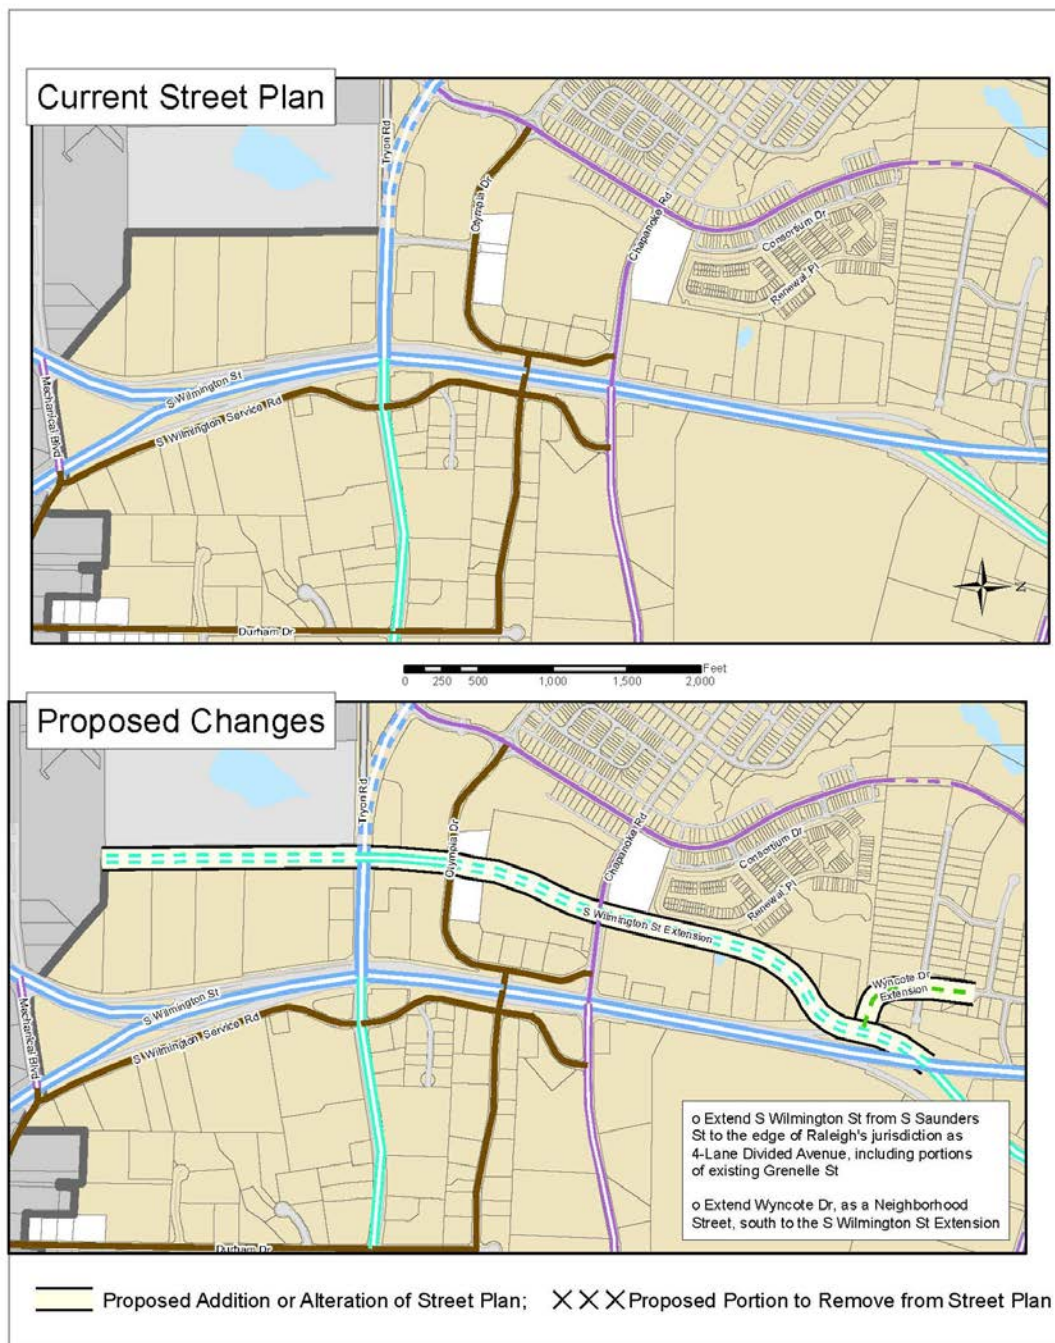 Current Street Plan
Tryon Rd
Olympia Dr
Chapanoke Rd
Consortium Dr
Renewal Pl
Mechanical Blvd
S Wilmington St
S Wilmington Service Rd
Durham Dr
N
Feet
0 250 500 1,000 1,500 2,000
Proposed Changes
Tryon Rd
Olympia Dr
Chapanoke Rd
Consortium Dr
Renewal Pl
S Wilmington St Extension
Wyncote Dr
Extension
Mechanical Blvd
S Wilmington St
S Wilmington Service Rd
Durham Dr
o Extend S Wilmington St from S Saunders
St to the edge of Raleigh's jurisdiction as
4-Lane Divided Avenue, including portions
of existing Grenelle St
o Extend Wyncote Dr, as a Neighborhood
Street, south to the S Wilmington St Extension
Proposed Addition or Alteration of Street Plan; Proposed Portion to Remove from Street Plan